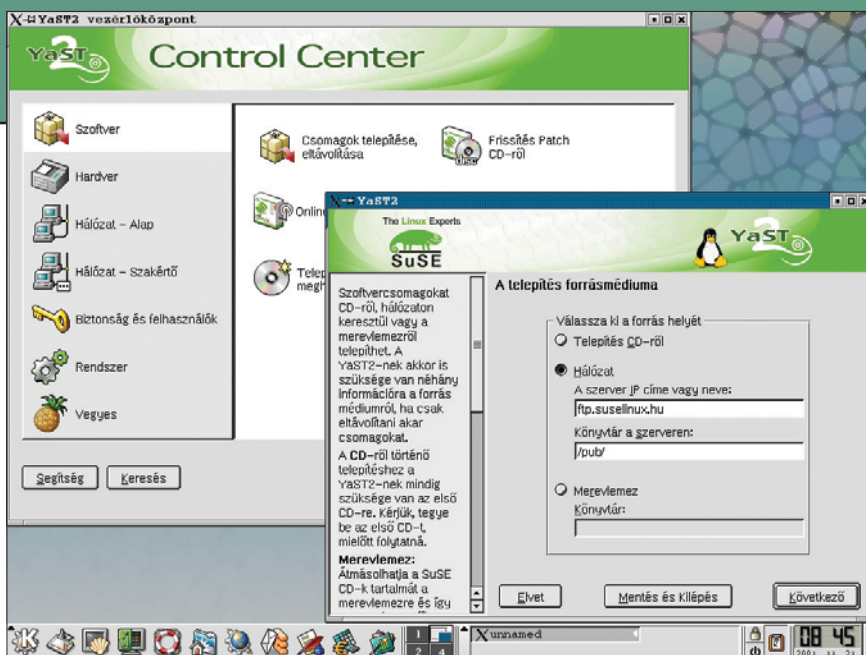 YaST2 vezérlőközpont
YaST2
Control Center
Szoftver
Hardver
Hálózat – Alap
Hálózat – Szakértő
Biztonság és felhasználók
Rendszer
Vegyes
Csomagok telepítése,
eltávolítása
Frissítés Patch
CD-ről
Segítség
Keresés
YaST2
The Linux Experts
SuSE
YaST2
Szoftvercsomagokat
CD-ről, hálózaton
keresztül vagy a
merevlemezről
telepíthet. A
YaST2-nek akkor is
szüksége van néhány
információra a forrás
médiumról, ha csak
eltávolítani akar
csomagokat.
A CD-ről történő
telepítéshez a
YaST2-nek mindig
szüksége van az első
CD-re. Kérjük, tegye
be az első CD-t,
mielőtt folytatná.
Merevlemez:
Átmásolhatja a SuSE
CD-k tartalmát a
merevlemezre és így
A telepítés forrásmédiuma
Válassza ki a forrás helyét
Telepítés CD-ről
Hálózat
A szerver IP címe vagy neve:
ftp.suselinux.hu
Könyvtár a szerveren:
/pub/
Merevlemez
Könyvtár:
Elvet
Mentés és Kilépés
Következő
1
2 4
unnamed
08 45